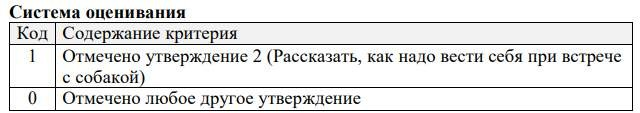 Система оценивания
Код Содержание критерия
1 Отмечено утверждение 2 (Рассказать, как надо вести себя при встрече
с собакой)
0 Отмечено любое другое утверждение